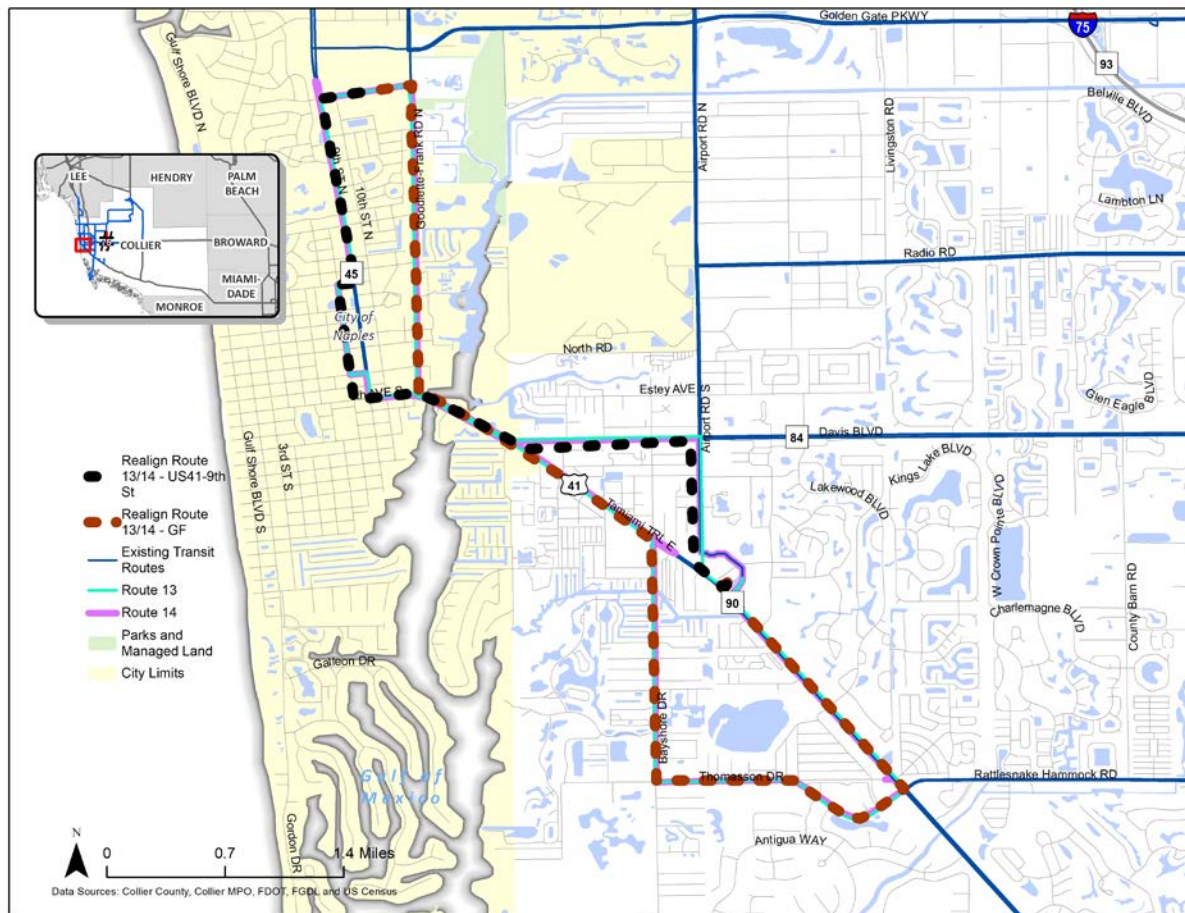 Golden Gate PKWY
75
93
Belville BLVD
Gulf Shore BLVD N
Airport RD N
Livingston RD
Goodlette-Frank RD N
9th ST N
10th ST N
Lambton LN
LEE
HENDRY
PALM
BEACH
COLLIER
BROWARD
MIAMI-
DADE
MONROE
Radio RD
45
City of
Naples
North RD
Estey AVE
Airport RD S
Glen Eagle BLVD
AVE S
84
Davis BLVD
3rd ST S
Gulf Shore BLVD S
Kings Lake BLVD
Lakewood BLVD
W Crown Pointe BLVD
41
Tamiami TRL E
90
Charlemagne BLVD
County Barn RD
Realign Route
13/14 - US41-9th
St
Realign Route
13/14 - GF
Existing Transit
Routes
Route 13
Route 14
Parks and
Managed Land
City Limits
Galleon DR
Bayshore DR
Thomasson DR
Rattlesnake Hammock RD
Gulf of
Mexico
Antigua WAY
Gordon DR
N
0 0.7 1.4 Miles
Data Sources: Collier County, Collier MPO, FDOT, FGDL and US Census